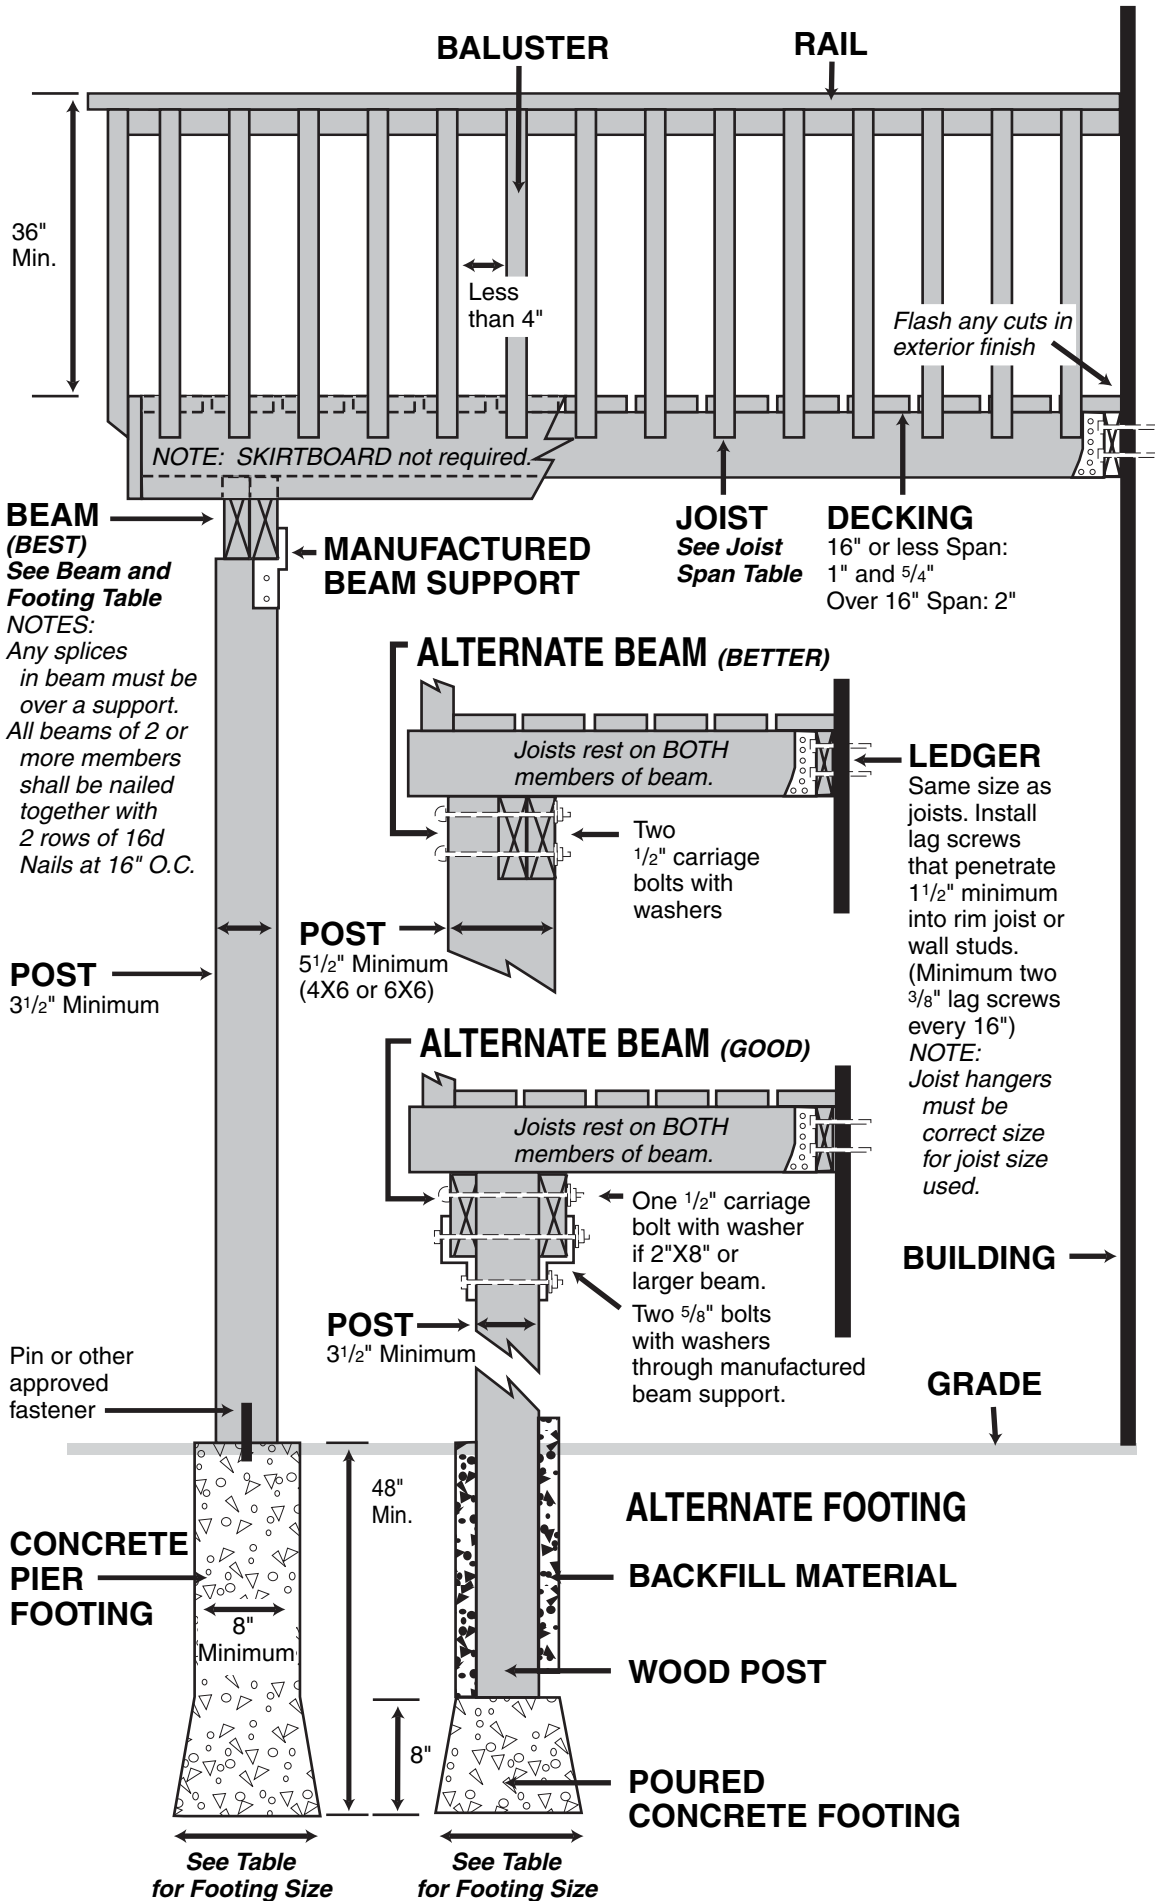 BALUSTER
RAIL
36"
Min.
Less
than 4"
Flash any cuts in
exterior finish
NOTE: SKIRTBOARD not required.
BEAM
(BEST)
See Beam and
Footing Table
NOTES:
Any splices
in beam must be
over a support.
All beams of 2 or
more members
shall be nailed
together with
2 rows of 16d
Nails at 16" O.C.
MANUFACTURED
BEAM SUPPORT
JOIST
See Joist
Span Table
DECKING
16" or less Span:
1" and 5/4"
Over 16" Span: 2"
ALTERNATE BEAM (BETTER)
Joists rest on BOTH
members of beam.
Two
1/2" carriage
bolts with
washers
LEDGER
Same size as
joists. Install
lag screws
that penetrate
1 1/2" minimum
into rim joist or
wall studs.
(Minimum two
3/8" lag screws
every 16")
NOTE:
Joist hangers
must be
correct size
for joist size
used.
POST
5 1/2" Minimum
(4X6 or 6X6)
POST
3 1/2" Minimum
ALTERNATE BEAM (GOOD)
Joists rest on BOTH
members of beam.
One 1/2" carriage
bolt with washer
if 2"X8" or
larger beam.
Two 5/8" bolts
with washers
through manufactured
beam support.
POST
3 1/2" Minimum
BUILDING
Pin or other
approved
fastener
GRADE
48"
Min.
ALTERNATE FOOTING
CONCRETE
PIER
FOOTING
8"
Minimum
BACKFILL MATERIAL
WOOD POST
8"
POURED
CONCRETE FOOTING
See Table
for Footing Size
See Table
for Footing Size